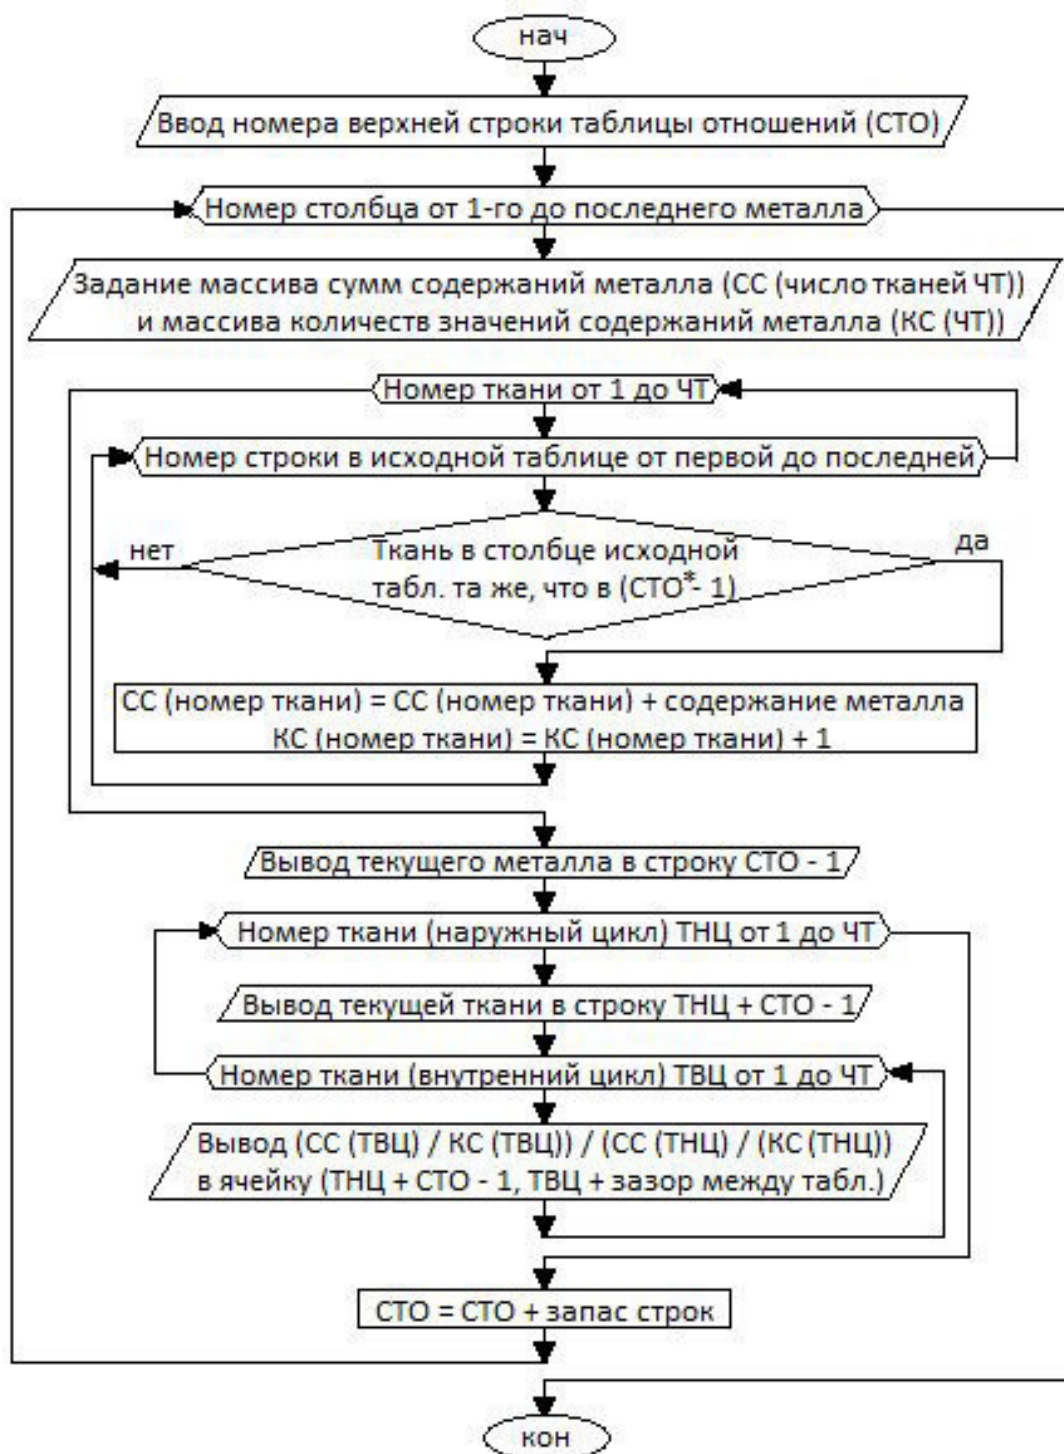 нач
Ввод номера верхней строки таблицы отношений (СТО)
Номер столбца от 1-го до последнего металла
Задание массива сумм содержаний металла (СС (число тканей ЧТ))
и массива количеств значений содержаний металла (КС (ЧТ))
Номер ткани от 1 до ЧТ
Номер строки в исходной таблице от первой до последней
нет
Ткань в столбце исходной
да
табл. та же, что в (СТО*- 1)
СС (номер ткани) = СС (номер ткани) + содержание металла
КС (номер ткани) = КС (номер ткани) + 1
Вывод текущего металла в строку СТО - 1
Номер ткани (наружный цикл) ТНЦ от 1 до ЧТ
Вывод текущей ткани в строку ТНЦ + СТО - 1
Номер ткани (внутренний цикл) ТВЦ от 1 до ЧТ
Вывод (СС (ТВЦ) / КС (ТВЦ)) / (СС (ТНЦ) / (КС (ТНЦ))
в ячейку (ТНЦ + СТО - 1, ТВЦ + зазор между табл.)
СТО = СТО + запас строк
кон